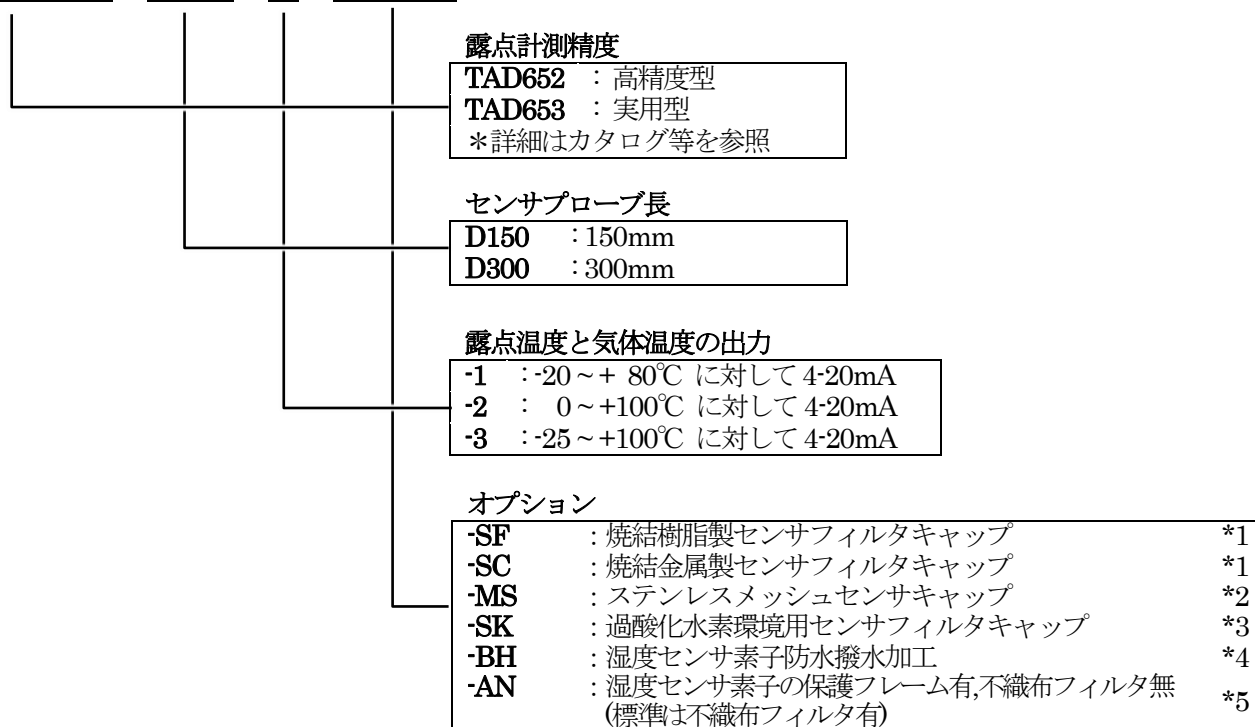 露点計測精度
TAD652 : 高精度型
TAD653 : 実用型
*詳細はカタログ等を参照
センサプローブ長
D150 :150mm
D300 :300mm
露点温度と気体温度の出力
-1 :-20~+ 80℃ に対して 4-20mA
-2 : 0~+100℃ に対して 4-20mA
-3 :-25~+100℃ に対して 4-20mA
オプション
-SF :焼結樹脂製センサフィルタキャップ *1
-SC :焼結金属製センサフィルタキャップ *1
-MS :ステンレスメッシュセンサキャップ *2
-SK :過酸化水素環境用センサフィルタキャップ *3
-BH :湿度センサ素子防水撥水加工 *4
-AN :湿度センサ素子の保護フレーム有,不織布フィルタ無 *5
(標準は不織布フィルタ有)